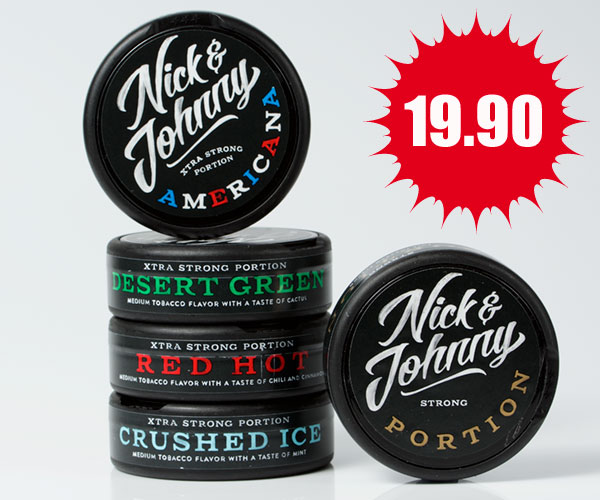 Nick &
Johnny
XTRA STRONG
PORTION
AMERICANA
19.90
XTRA STRONG PORTION
DESERT GREEN
MEDIUM TOBACCO FLAVOR WITH A TASTE OF CACTUS
XTRA STRONG PORTION
RED HOT
MEDIUM TOBACCO FLAVOR WITH A TASTE OF CHILI AND CINNAMON
XTRA STRONG PORTION
CRUSHED ICE
MEDIUM TOBACCO FLAVOR WITH A TASTE OF MINT
Nick &
Johnny
STRONG
PORTION